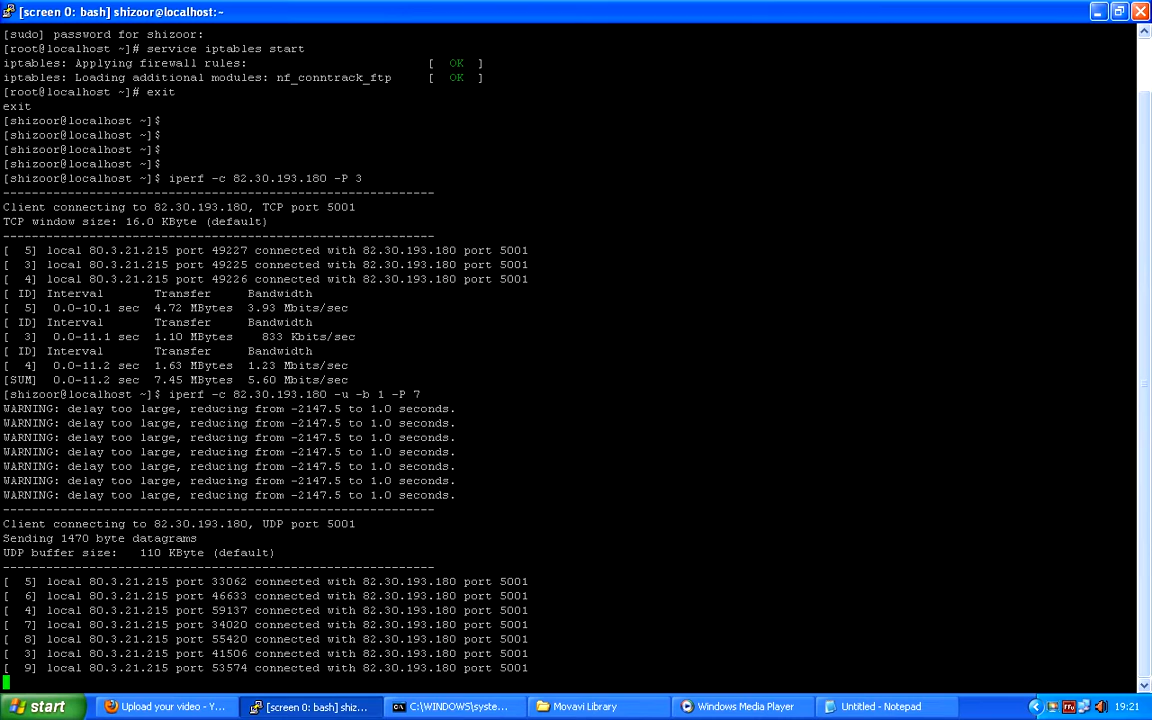 [screen 0: bash] shizoor@localhost:~
[sudo] password for shizoor:
[root@localhost ~]# service iptables start
iptables: Applying firewall rules:                         [  OK  ]
iptables: Loading additional modules: nf_conntrack_ftp     [  OK  ]
[root@localhost ~]# exit
exit
[shizoor@localhost ~]$
[shizoor@localhost ~]$
[shizoor@localhost ~]$
[shizoor@localhost ~]$
[shizoor@localhost ~]$ iperf -c 82.30.193.180 -P 3
------------------------------------------------------------
Client connecting to 82.30.193.180, TCP port 5001
TCP window size: 16.0 KByte (default)
------------------------------------------------------------
[  5] local 80.3.21.215 port 49227 connected with 82.30.193.180 port 5001
[  3] local 80.3.21.215 port 49225 connected with 82.30.193.180 port 5001
[  4] local 80.3.21.215 port 49226 connected with 82.30.193.180 port 5001
[ ID] Interval       Transfer     Bandwidth
[  5]  0.0-10.1 sec  4.72 MBytes  3.93 Mbits/sec
[ ID] Interval       Transfer     Bandwidth
[  3]  0.0-11.1 sec  1.10 MBytes    833 Kbits/sec
[ ID] Interval       Transfer     Bandwidth
[  4]  0.0-11.2 sec  1.63 MBytes  1.23 Mbits/sec
[SUM]  0.0-11.2 sec  7.45 MBytes  5.60 Mbits/sec
[shizoor@localhost ~]$ iperf -c 82.30.193.180 -u -b 1 -P 7
WARNING: delay too large, reducing from -2147.5 to 1.0 seconds.
WARNING: delay too large, reducing from -2147.5 to 1.0 seconds.
WARNING: delay too large, reducing from -2147.5 to 1.0 seconds.
WARNING: delay too large, reducing from -2147.5 to 1.0 seconds.
WARNING: delay too large, reducing from -2147.5 to 1.0 seconds.
WARNING: delay too large, reducing from -2147.5 to 1.0 seconds.
WARNING: delay too large, reducing from -2147.5 to 1.0 seconds.
------------------------------------------------------------
Client connecting to 82.30.193.180, UDP port 5001
Sending 1470 byte datagrams
UDP buffer size:   110 KByte (default)
------------------------------------------------------------
[  5] local 80.3.21.215 port 33062 connected with 82.30.193.180 port 5001
[  6] local 80.3.21.215 port 46633 connected with 82.30.193.180 port 5001
[  4] local 80.3.21.215 port 59137 connected with 82.30.193.180 port 5001
[  7] local 80.3.21.215 port 34020 connected with 82.30.193.180 port 5001
[  8] local 80.3.21.215 port 55420 connected with 82.30.193.180 port 5001
[  3] local 80.3.21.215 port 41506 connected with 82.30.193.180 port 5001
[  9] local 80.3.21.215 port 53574 connected with 82.30.193.180 port 5001
start Upload your video - Y... [screen 0: bash] shiz... C:\WINDOWS\syste... Movavi Library Windows Media Player Untitled - Notepad 19:21